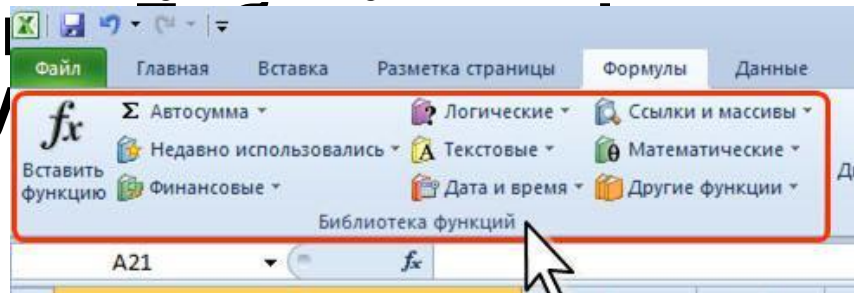 Файл Главная Вставка Разметка страницы Формулы Данные
fx Σ Автосумма Логические Ссылки и массивы
Вставить функцию Недавно использовались Текстовые Математические
Финансовые Дата и время Другие функции
Библиотека функций
A21 fx